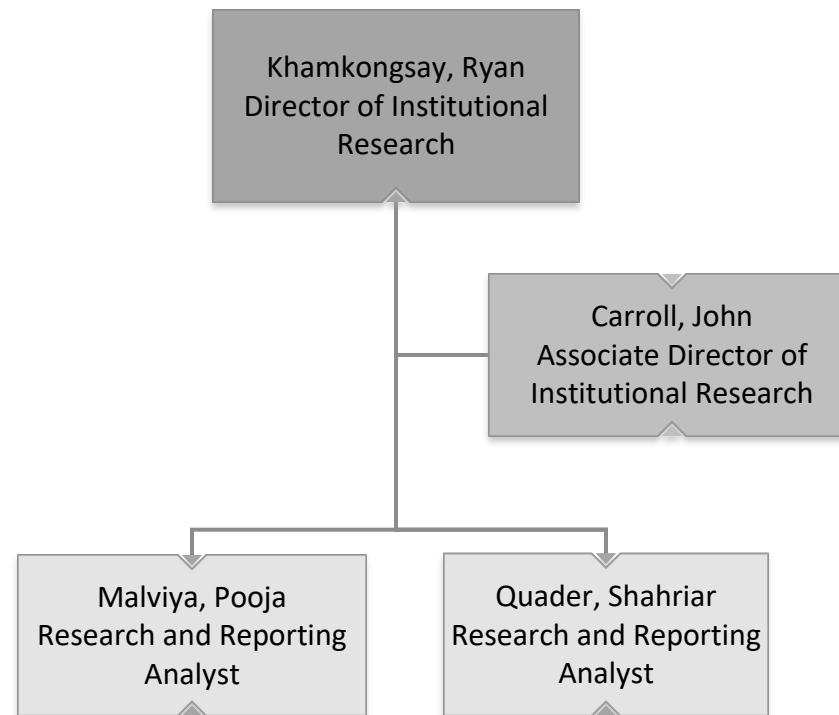 Khamkongsay, Ryan
Director of Institutional
Research
Carroll, John
Associate Director of
Institutional Research
Malviya, Pooja
Research and Reporting
Analyst
Quader, Shahriar
Research and Reporting
Analyst